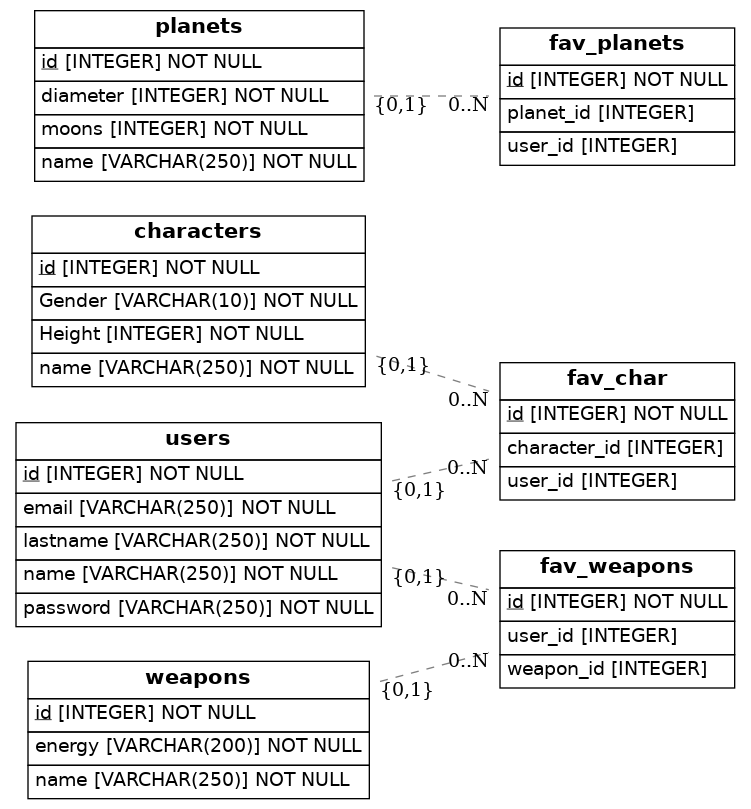 planets
id [INTEGER] NOT NULL
diameter [INTEGER] NOT NULL
moons [INTEGER] NOT NULL
name [VARCHAR(250)] NOT NULL
{0,1}
0..N
fav_planets
id [INTEGER] NOT NULL
planet_id [INTEGER]
user_id [INTEGER]
characters
id [INTEGER] NOT NULL
Gender [VARCHAR(10)] NOT NULL
Height [INTEGER] NOT NULL
name [VARCHAR(250)] NOT NULL
{0,1}
0..N
fav_char
id [INTEGER] NOT NULL
character_id [INTEGER]
user_id [INTEGER]
users
id [INTEGER] NOT NULL
email [VARCHAR(250)] NOT NULL
lastname [VARCHAR(250)] NOT NULL
name [VARCHAR(250)] NOT NULL
password [VARCHAR(250)] NOT NULL
0..N
{0,1}
{0,1}
0..N
fav_weapons
id [INTEGER] NOT NULL
user_id [INTEGER]
weapon_id [INTEGER]
weapons
id [INTEGER] NOT NULL
energy [VARCHAR(200)] NOT NULL
name [VARCHAR(250)] NOT NULL
0..N
{0,1}